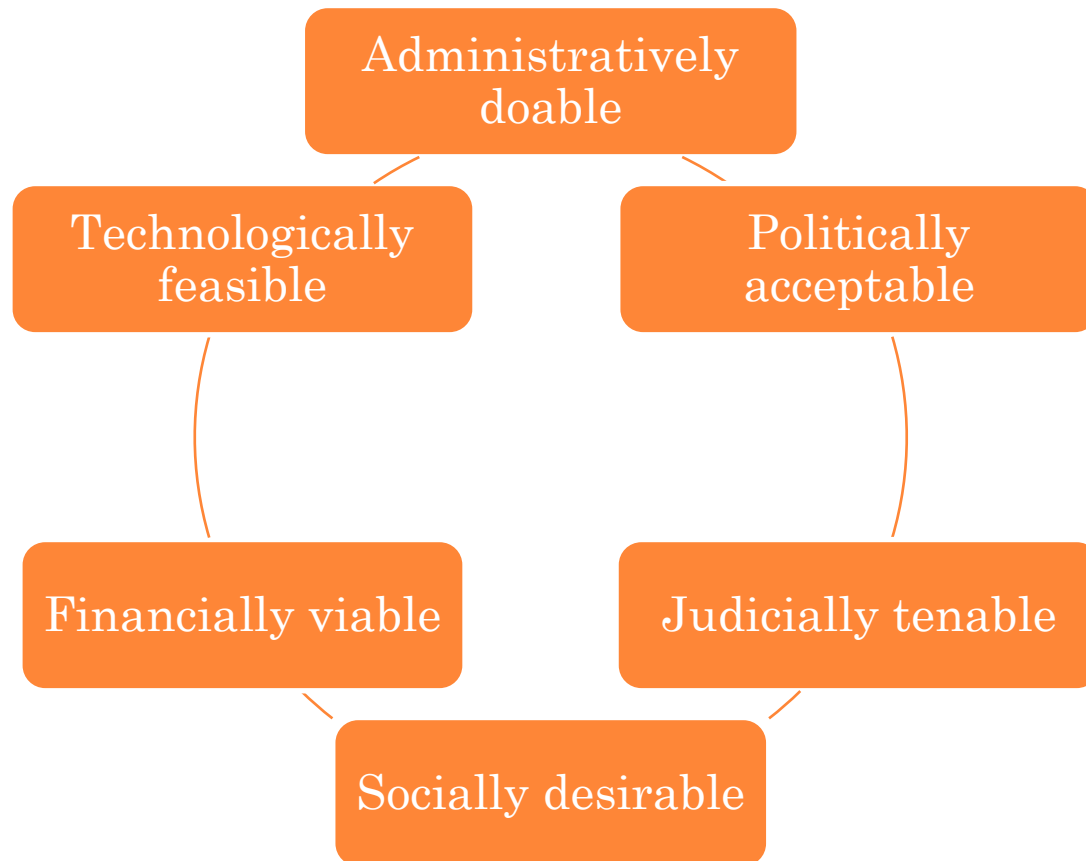 Administratively
doable
Technologically
feasible
Politically
acceptable
Financially viable
Judicially tenable
Socially desirable